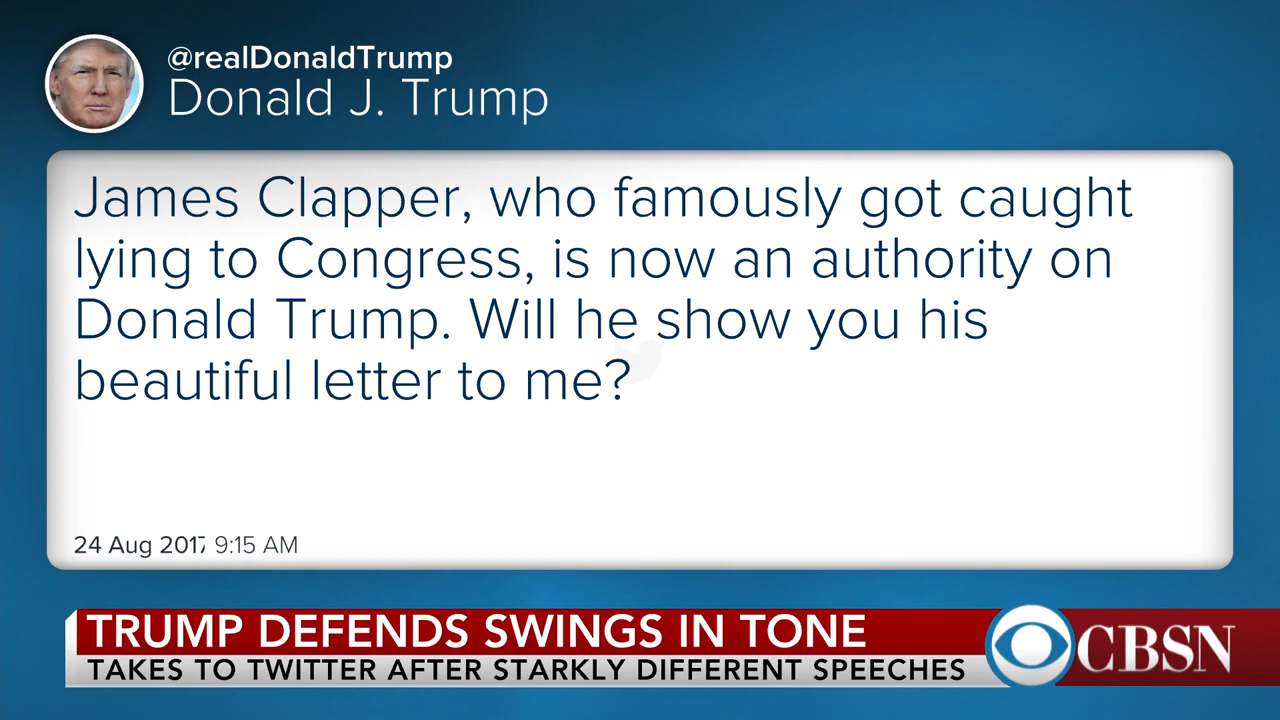 @realDonaldTrump
Donald J. Trump
James Clapper, who famously got caught
lying to Congress, is now an authority on
Donald Trump. Will he show you his
beautiful letter to me?
24 Aug 2017 9:15 AM
TRUMP DEFENDS SWINGS IN TONE
TAKES TO TWITTER AFTER STARKLY DIFFERENT SPEECHES
CBSN